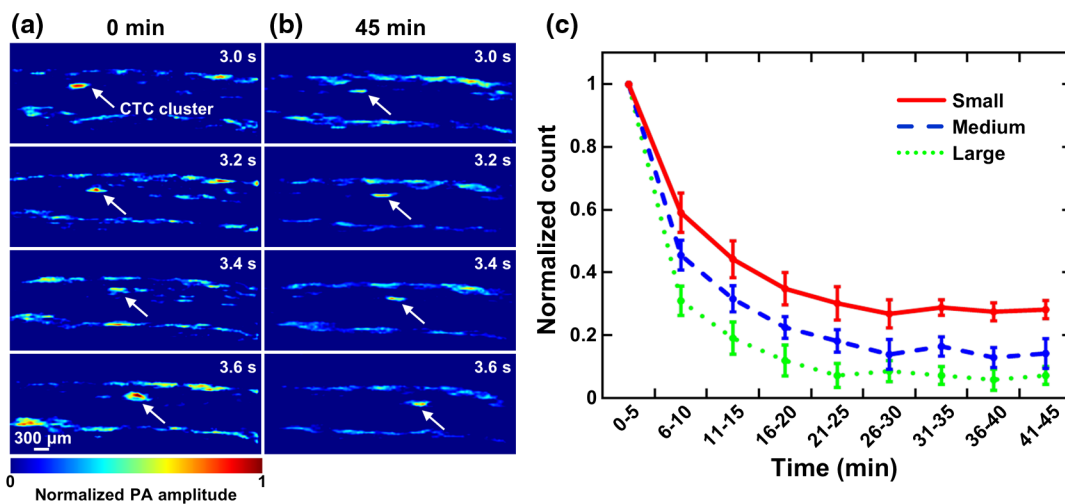 (a) 0 min
3.0 s
CTC cluster
3.2 s
3.4 s
3.6 s
300 μm
(b) 45 min
3.0 s
3.2 s
3.4 s
3.6 s
0 1
Normalized PA amplitude
(c)
Normalized count
1
0.8
0.6
0.4
0.2
0
Small
Medium
Large
0-5
6-10
11-15
16-20
21-25
26-30
31-35
36-40
41-45
Time (min)